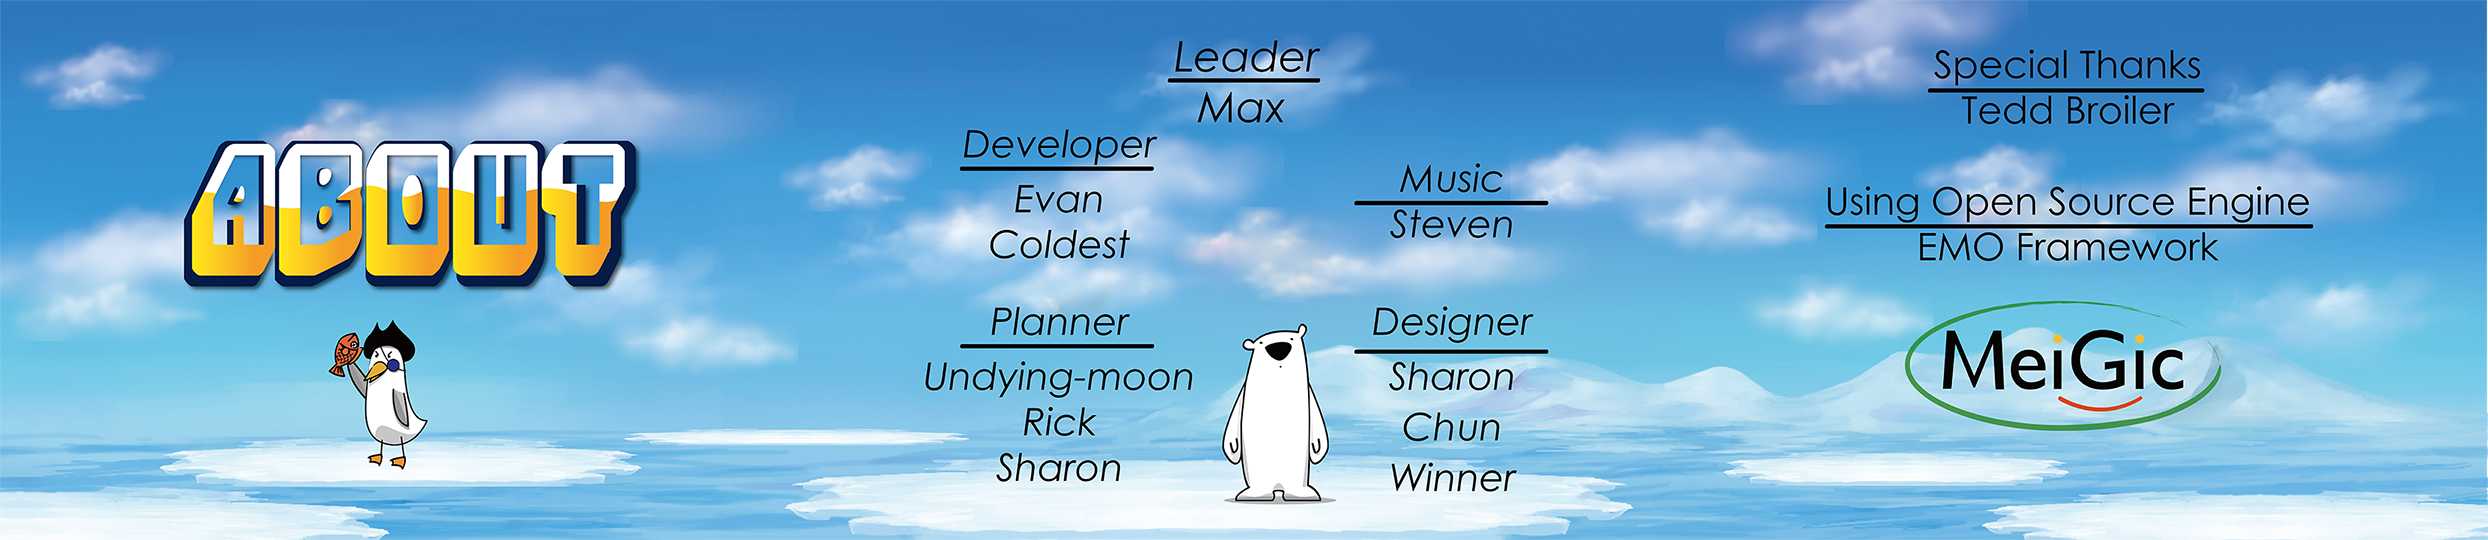 ABOUT
Leader
Max
Developer
Evan
Coldest
Music
Steven
Planner
Undying-moon
Rick
Sharon
Designer
Sharon
Chun
Winner
Special Thanks
Tedd Broiler
Using Open Source Engine
EMO Framework
MeiGic